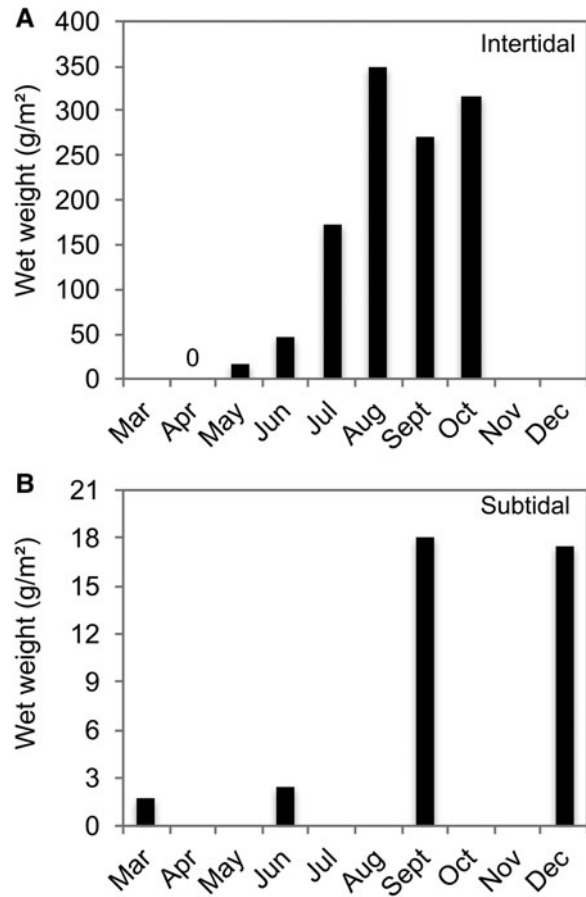 A
Intertidal
Wet weight (g/m²)
400
350
300
250
200
150
100
50
0
0
Mar Apr May Jun Jul Aug Sept Oct Nov Dec
B
Subtidal
Wet weight (g/m²)
21
18
15
12
9
6
3
0
Mar Apr May Jun Jul Aug Sept Oct Dec